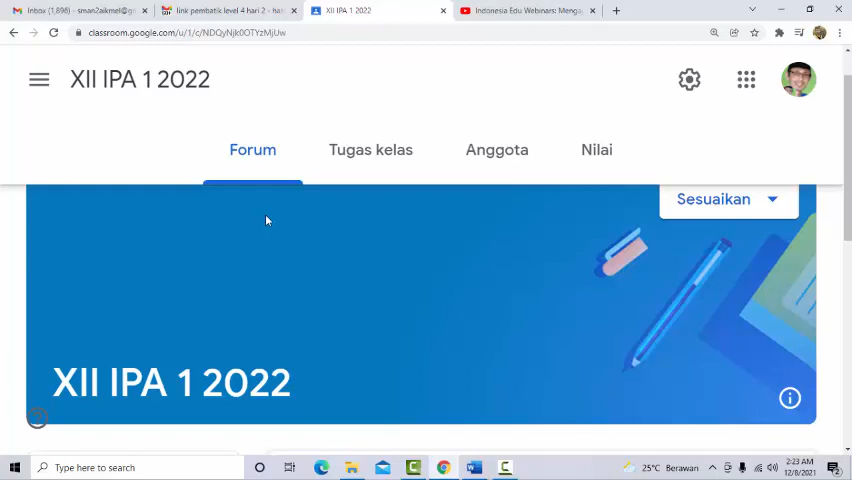 Inbox (1,896) - sman2aikmel@g
link pembatik level 4 hari 2 - ha
XII IPA 1 2022
Indonesia Edu Webinars: Meng
classroom.google.com/u/1/c/NDQyNjk0OTYzMjUw
XII IPA 1 2022
Forum
Tugas kelas
Anggota
Nilai
Sesuaikan
XII IPA 1 2022
Type here to search
25°C Berawan
2:23 AM
12/8/2021